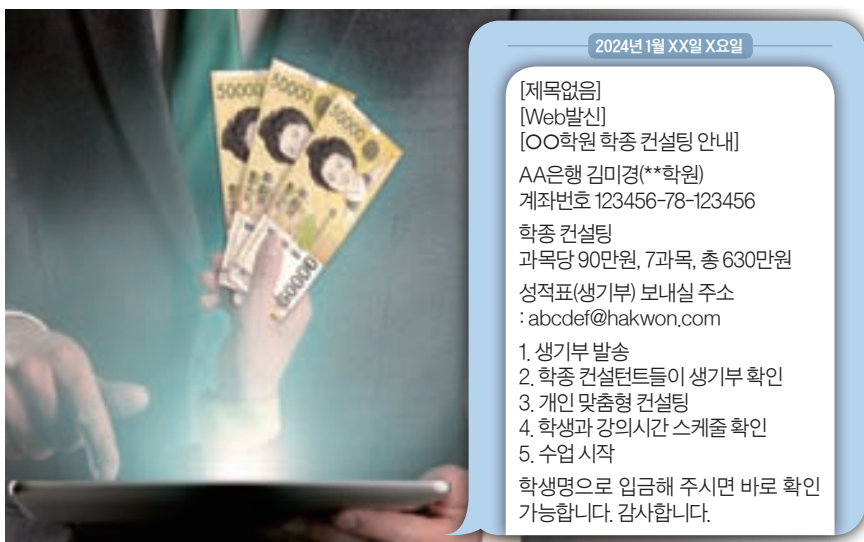 50000
50000
50000
50000
2024년 1월 XX일 X요일
[제목없음]
[Web발신]
[OO학원 학종 컨설팅 안내]
AA은행 김미경(**학원)
계좌번호 123456-78-123456
학종 컨설팅
과목당 90만원, 7과목, 총 630만원
성적표(생기부) 보내실 주소
: abcdef@hakwon.com
1. 생기부 발송
2. 학종 컨설턴트들이 생기부 확인
3. 개인 맞춤형 컨설팅
4. 학생과 강의시간 스케줄 확인
5. 수업 시작
학생명으로 입금해 주시면 바로 확인
가능합니다. 감사합니다.